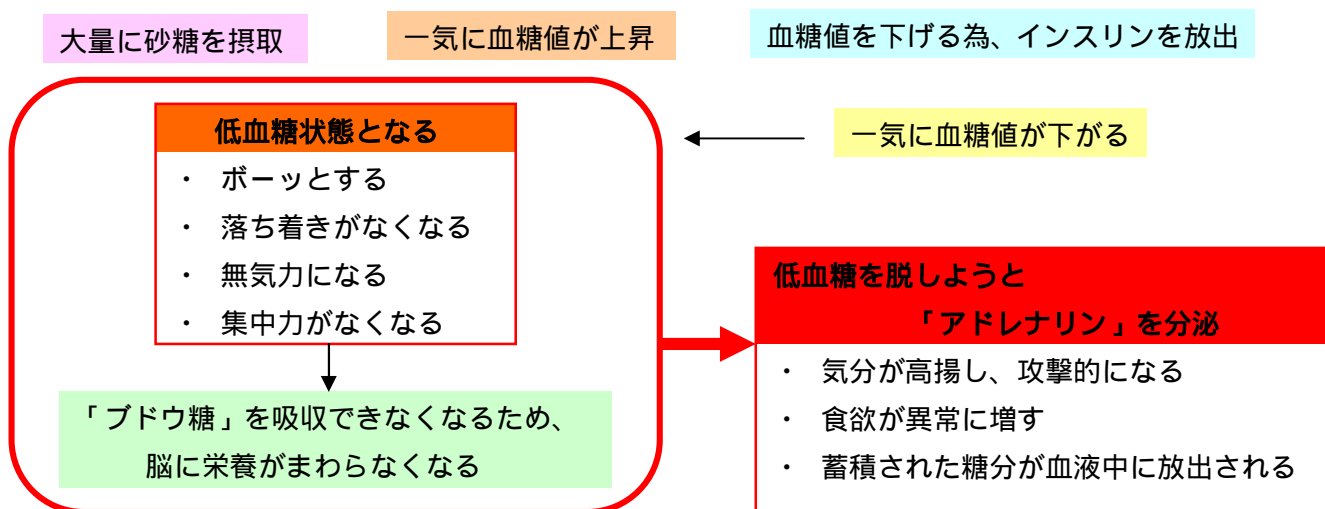 大量に砂糖を摂取
一気に血糖値が上昇
血糖値を下げる為、インスリンを放出
一気に血糖値が下がる
低血糖状態となる
・ ボーッとする
・ 落ち着きがなくなる
・ 無気力になる
・ 集中力がなくなる
「ブドウ糖」を吸収できなくなるため、
脳に栄養がまわらなくなる
低血糖を脱しようと
「アドレナリン」を分泌
・ 気分が高揚し、攻撃的になる
・ 食欲が異常に増す
・ 蓄積された糖分が血液中に放出される